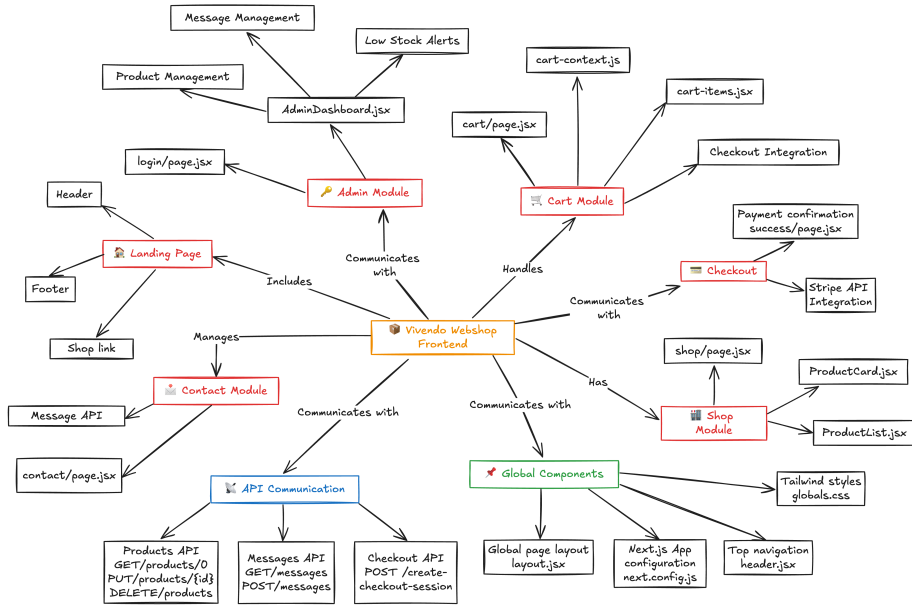 Message Management
Low Stock Alerts
Product Management
AdminDashboard.jsx
login/page.jsx
Admin Module
cart-context.js
cart-items.jsx
cart/page.jsx
Checkout Integration
Cart Module
Header
Landing Page
Footer
Shop link
Includes
Communicates
with
Handles
Payment confirmation
success/page.jsx
Checkout
Stripe API
Integration
Communicates
with
Vivendo Webshop
Frontend
Manages
Contact Module
Message API
contact/page.jsx
Communicates with
Communicates with
Has
shop/page.jsx
ProductCard.jsx
Shop
Module
ProductList.jsx
API Communication
Products API
GET/products/0
PUT/products/{id}
DELETE/products
Messages API
GET/messages
POST/messages
Checkout API
POST /create-
checkout-session
Global Components
Tailwind styles
globals.css
Global page layout
layout.jsx
Next.js App
configuration
next.config.js
Top navigation
header.jsx